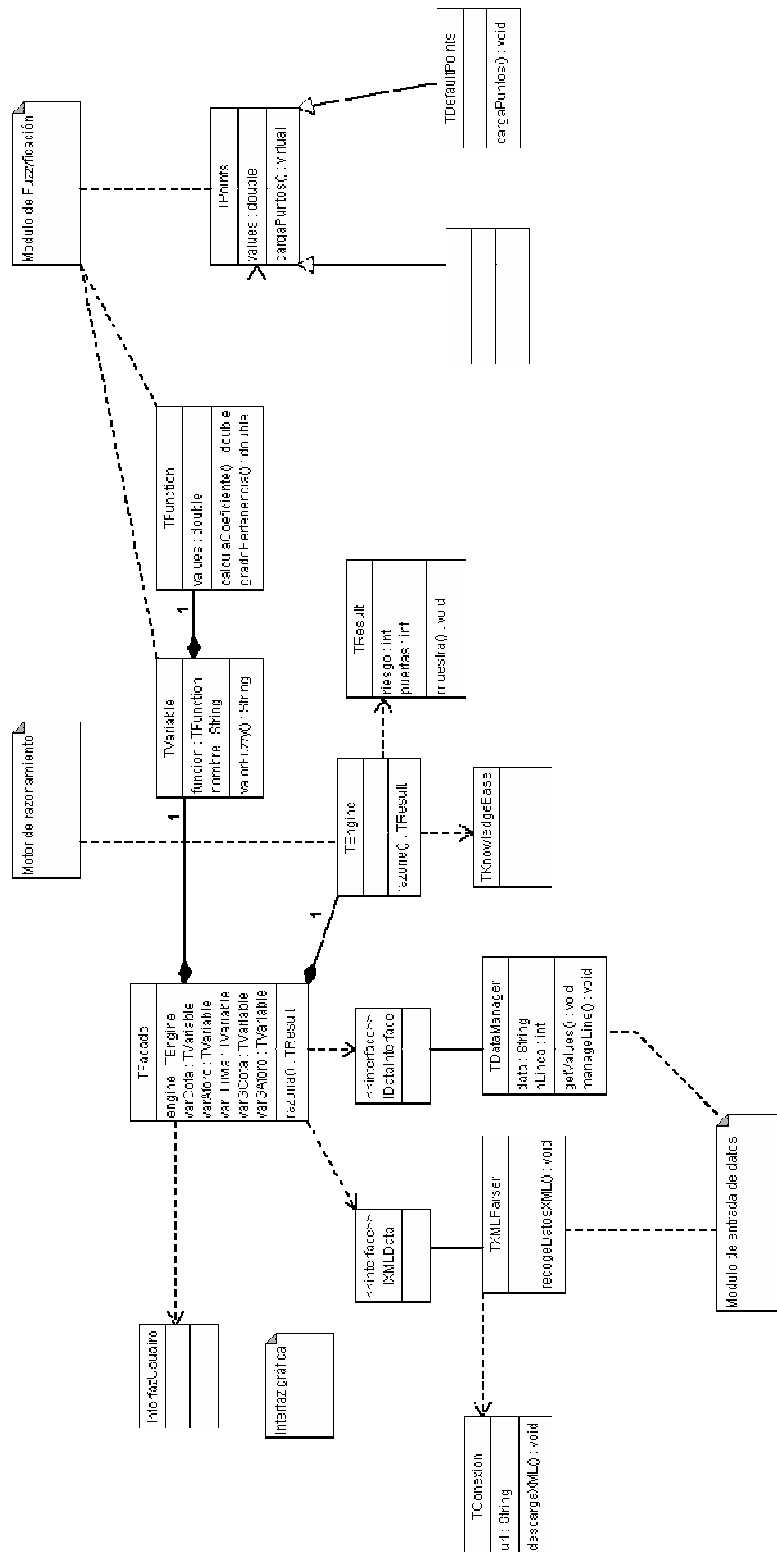 InterfazUsuairo
Interfaz gráfica
TConexion
url : String
descargaXML() : void
TFacade
engine : TEngine
varCota : TVariable
varAforo : TVariable
varLluvia : TVariable
varSCota : TVariable
varSAforo : TVariable
razona() : TResult
<<interface>>
IXMLData
TXMLParser
recogeDatosXML() : void
<<interface>>
IDataInterface
TDataManager
data : String
nLinea : int
getValues() : void
manageLine() : void
Modulo de entrada de datos
Motor de razonamiento
1
1
TEngine
razona() : TResult
TKnowledgeBase
TVariable
funcion : TFunction
nombre : String
valorFuzzy() : String
1
TResult
riesgo : int
puertas : int
muestra() : void
TFunction
values : double
calculaCoeficiente() : double
gradoPertenencia() : double
Modulo de Fuzzyficación
TPoints
values : double
cargaPuntos() : virtual
TDefaultPoints
cargaPuntos() : void